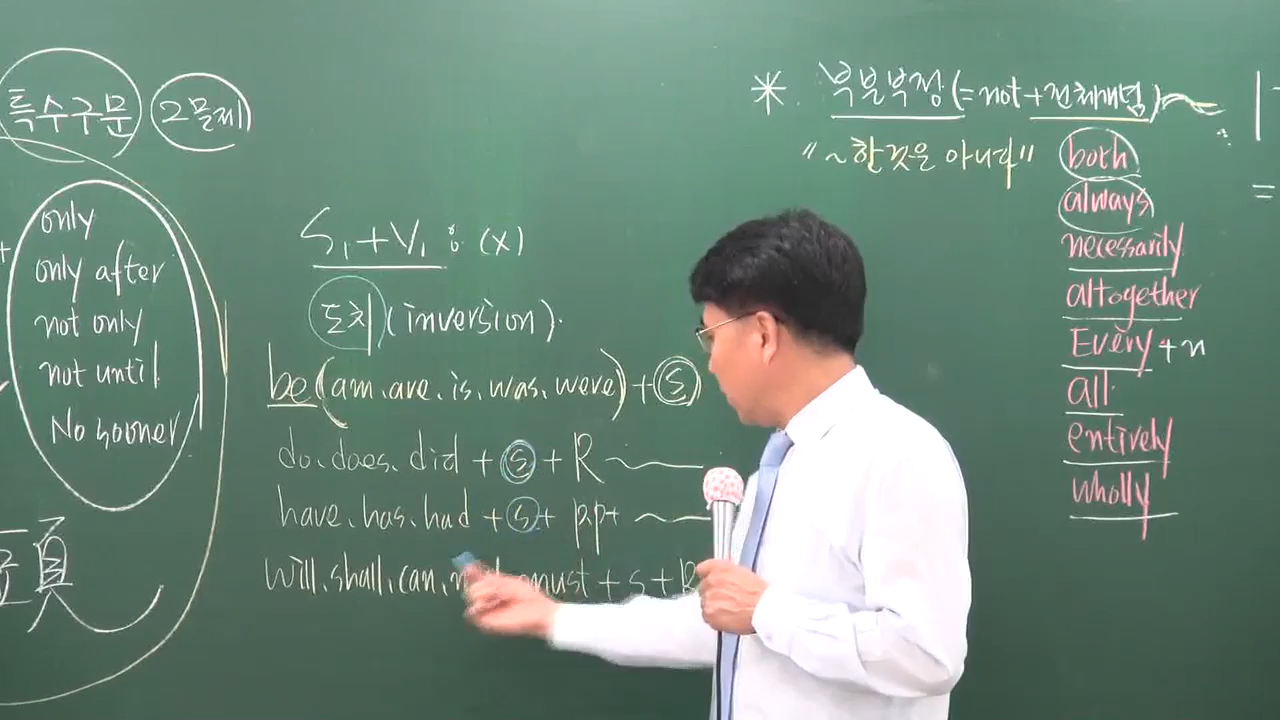 특수구문 2문제
only
only after
not only
not until
No sooner
S₁+V₁ : (x)
도치 (inversion).
be(am.are.is.was.were)+Ⓢ
do.does.did+Ⓢ+R
have.has.had+Ⓢ+p.p+
will.shall.can. must+s+R
* 부분부정(=not+전체개념)
"~한것은 아니다"
both
always
necessarily
altogether
Every+n
all
entirely
wholly